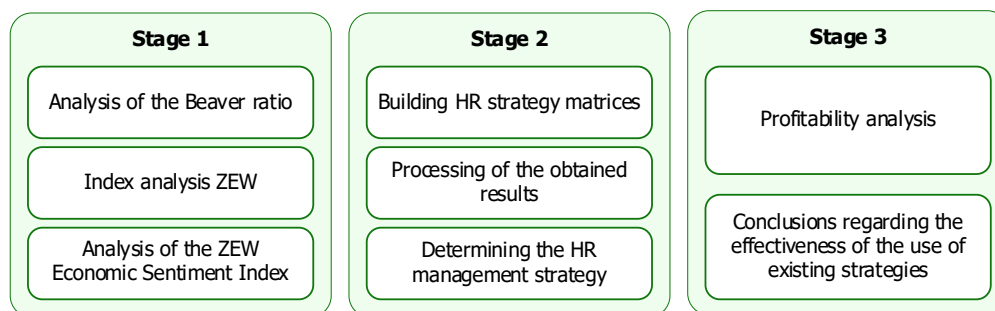 Stage 1
Analysis of the Beaver ratio
Index analysis ZEW
Analysis of the ZEW
Economic Sentiment Index
Stage 2
Building HR strategy matrices
Processing of the obtained
results
Determining the HR
management strategy
Stage 3
Profitability analysis
Conclusions regarding the
effectiveness of the use of
existing strategies